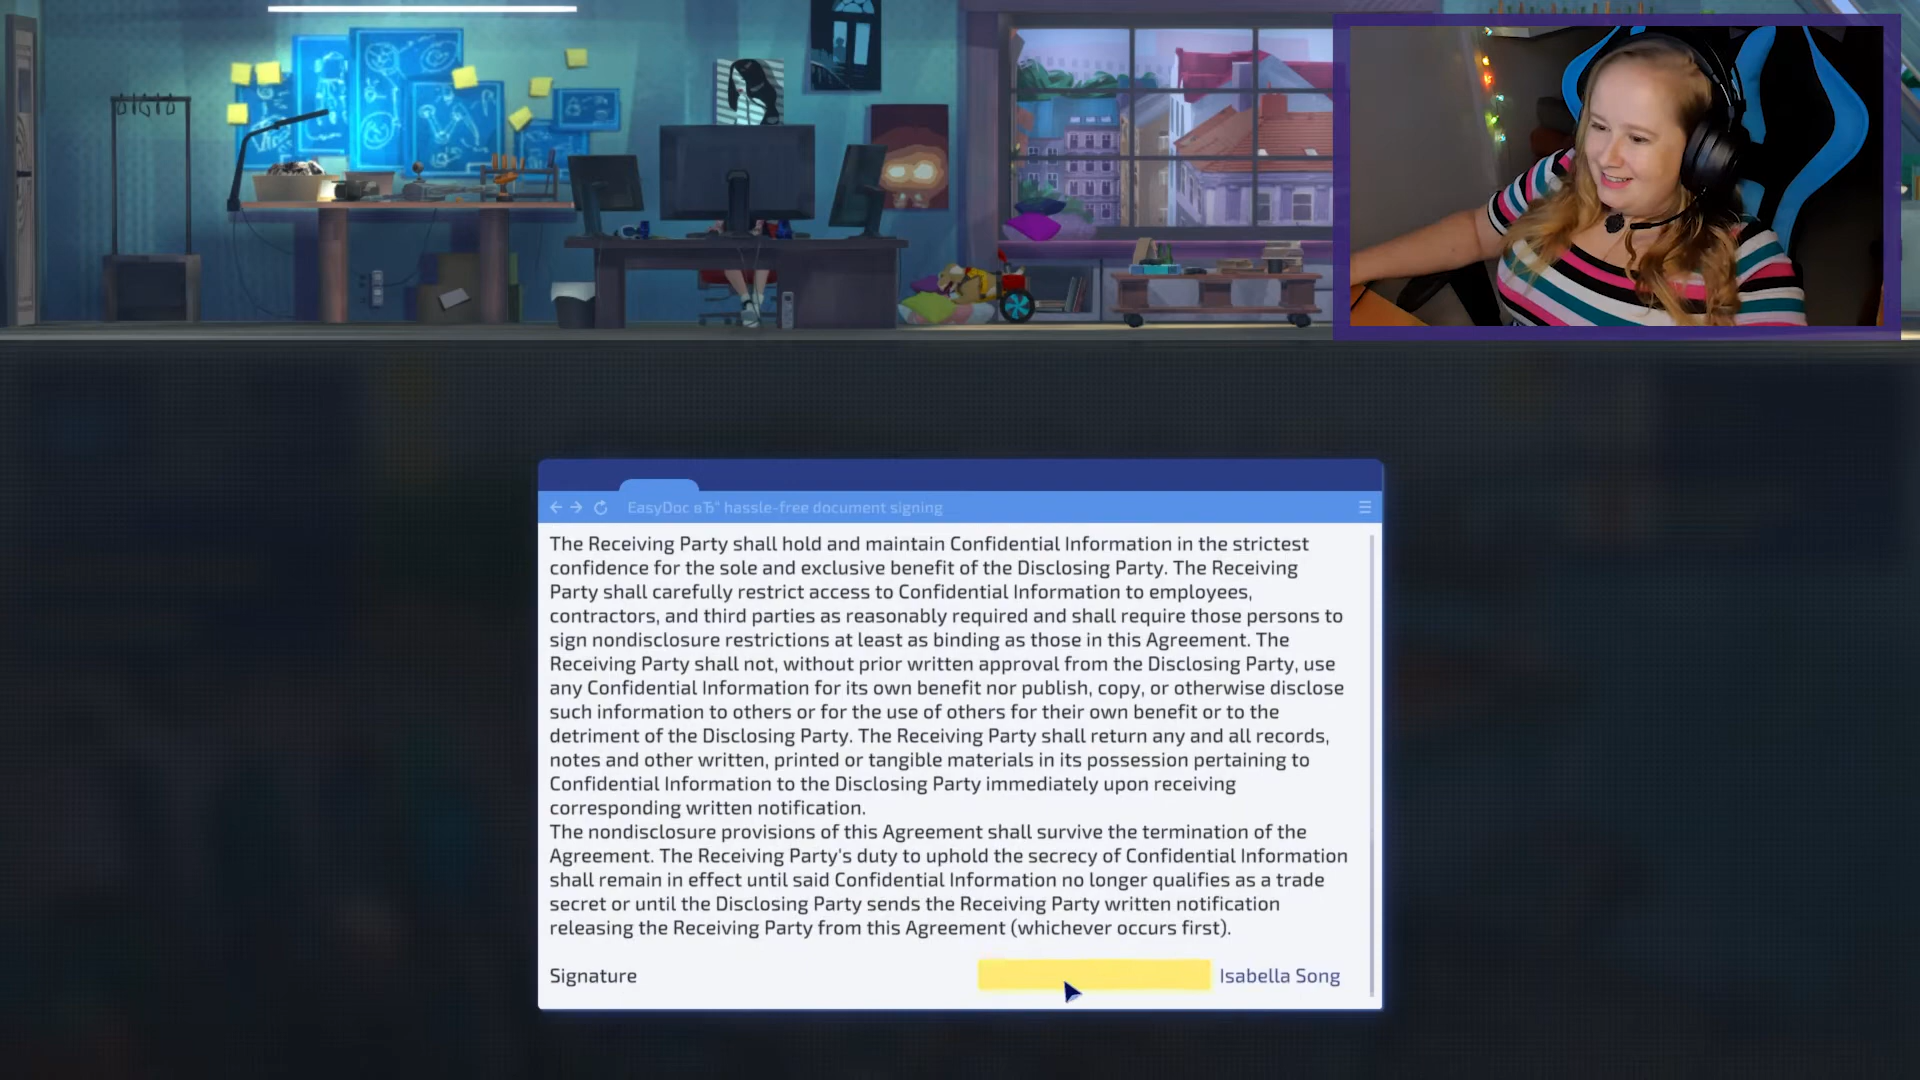 EasyDoc вЂ" hassle-free document signing
The Receiving Party shall hold and maintain Confidential Information in the strictest
confidence for the sole and exclusive benefit of the Disclosing Party. The Receiving
Party shall carefully restrict access to Confidential Information to employees,
contractors, and third parties as reasonably required and shall require those persons to
sign nondisclosure restrictions at least as binding as those in this Agreement. The
Receiving Party shall not, without prior written approval from the Disclosing Party, use
any Confidential Information for its own benefit nor publish, copy, or otherwise disclose
such information to others or for the use of others for their own benefit or to the
detriment of the Disclosing Party. The Receiving Party shall return any and all records,
notes and other written, printed or tangible materials in its possession pertaining to
Confidential Information to the Disclosing Party immediately upon receiving
corresponding written notification.
The nondisclosure provisions of this Agreement shall survive the termination of the
Agreement. The Receiving Party's duty to uphold the secrecy of Confidential Information
shall remain in effect until said Confidential Information no longer qualifies as a trade
secret or until the Disclosing Party sends the Receiving Party written notification
releasing the Receiving Party from this Agreement (whichever occurs first).
Signature Isabella Song